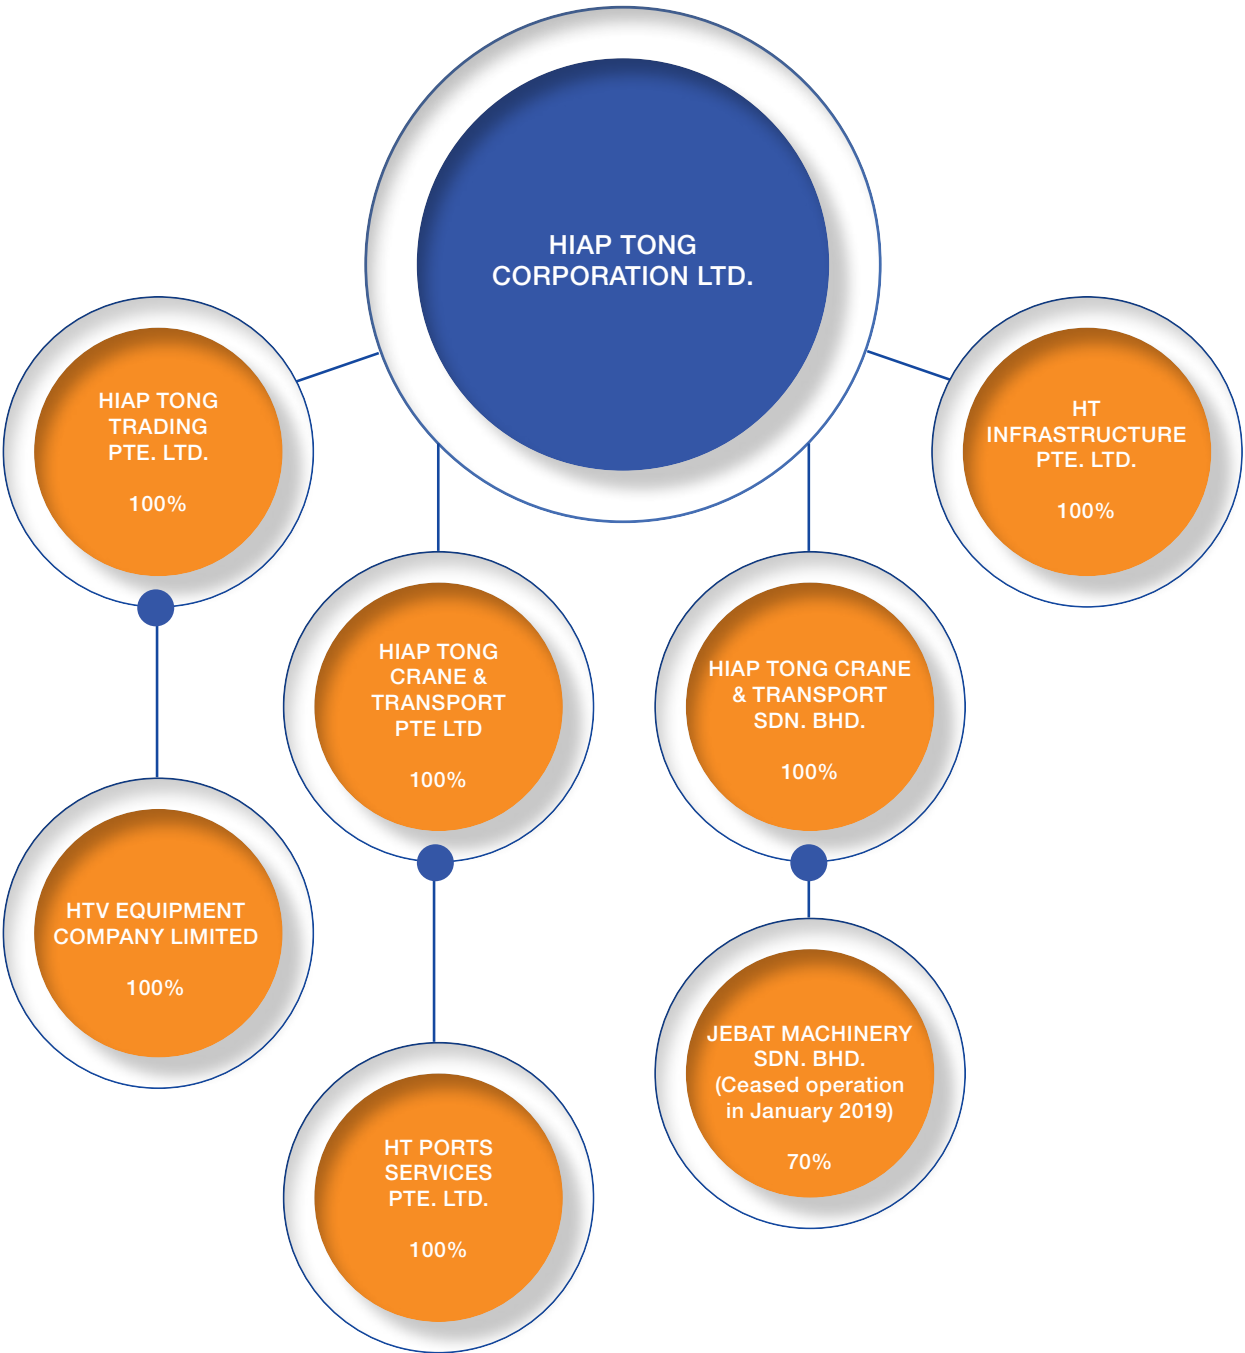 HIAP TONG
CORPORATION LTD.
HIAP TONG
TRADING
PTE. LTD.
100%
HT
INFRASTRUCTURE
PTE. LTD.
100%
HIAP TONG
CRANE &
TRANSPORT
PTE LTD
100%
HIAP TONG CRANE
& TRANSPORT
SDN. BHD.
100%
HTV EQUIPMENT
COMPANY LIMITED
100%
HT PORTS
SERVICES
PTE. LTD.
100%
JEBAT MACHINERY
SDN. BHD.
(Ceased operation
in January 2019)
70%